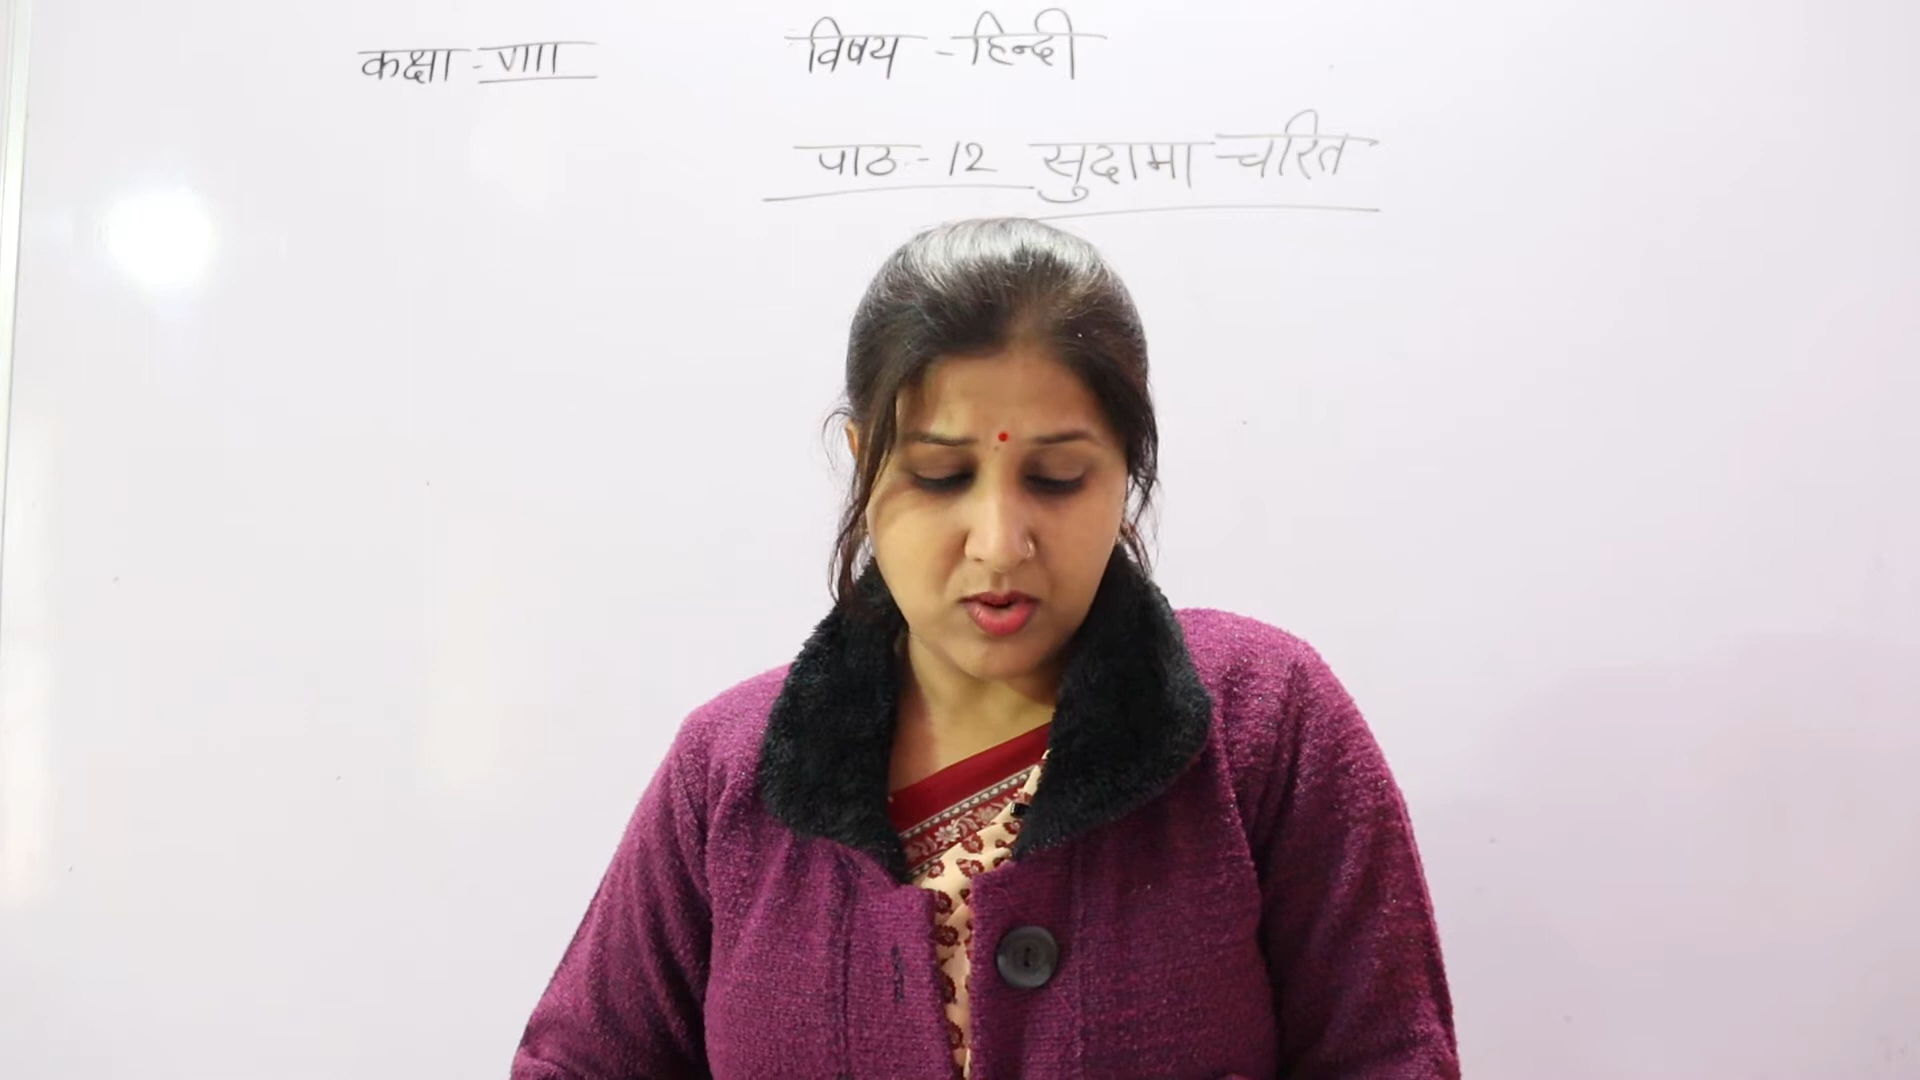 कक्षा - VIII विषय - हिन्दी
पाठ - 12 सुदामा चरित